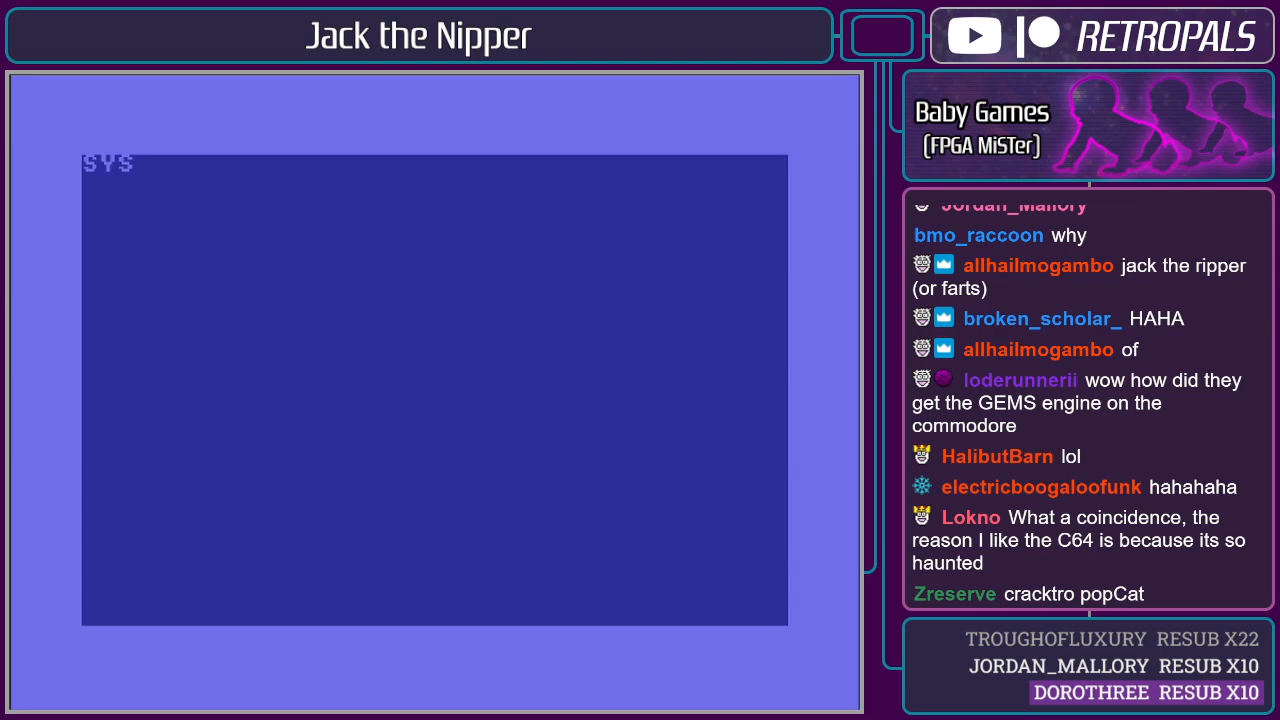 Jack the Nipper
RETROPALS
SYS
Baby Games
(FPGA MiSTer)
Jordan_Mallory
bmo_raccoon why
allhailmogambo jack the ripper
(or farts)
broken_scholar_ HAHA
allhailmogambo of
loderunnerii wow how did they
get the GEMS engine on the
commodore
HalibutBarn lol
electricboogaloofunk hahahaha
Lokno What a coincidence, the
reason I like the C64 is because its so
haunted
Zreserve cracktro popCat
TROUGHOFLUXURY RESUB X22
JORDAN_MALLORY RESUB X10
DOROTHREE RESUB X10